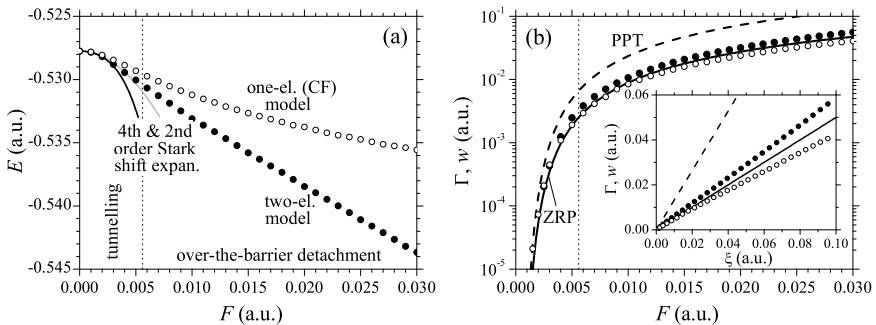 -0.525
-0.530
-0.535
-0.540
-0.545
E (a.u.)
(a)
one-el. (CF)
model
4th & 2nd
order Stark
shift expan.
two-el.
model
tunnelling
over-the-barrier detachment
0.000 0.005 0.010 0.015 0.020 0.025 0.030
F (a.u.)
10⁻¹
10⁻²
10⁻³
10⁻⁴
10⁻⁵
Γ, w (a.u.)
(b)
PPT
ZRP
0.06
0.04
0.02
0.00
Γ, w (a.u.)
0.00 0.02 0.04 0.06 0.08 0.10
ξ (a.u.)
0.000 0.005 0.010 0.015 0.020 0.025 0.030
F (a.u.)